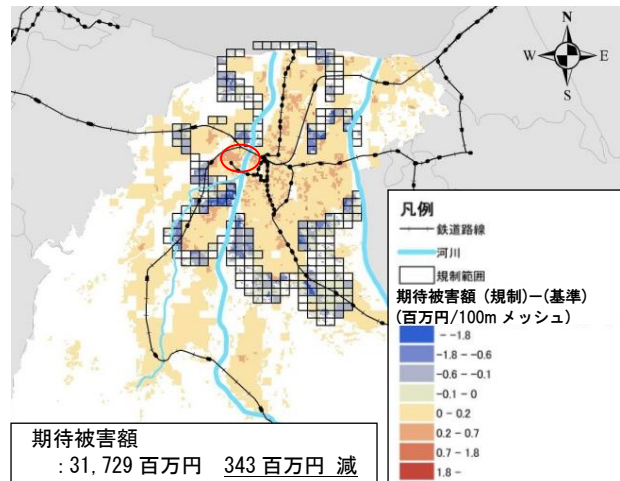 N
W
E
S
凡例
鉄道路線
河川
規制範囲
期待被害額 (規制)−(基準)
(百万円/100m メッシュ)
- -1.8
-1.8 - -0.6
-0.6 - -0.1
-0.1 - 0
0 - 0.2
0.2 - 0.7
0.7 - 1.8
1.8 -
期待被害額
: 31,729 百万円 343 百万円 減